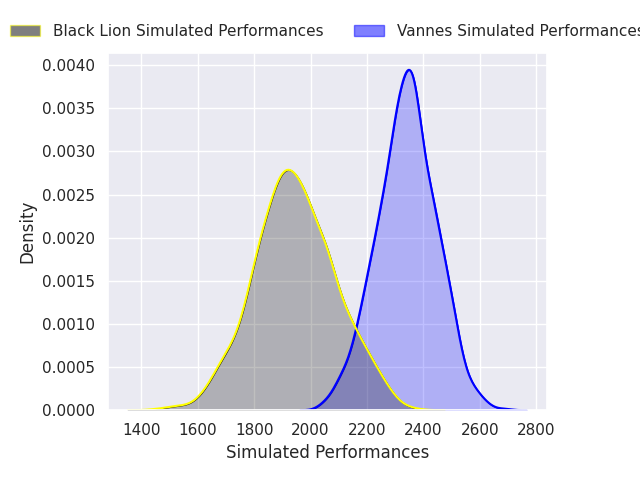 Black Lion Simulated Performances
Vannes Simulated Performances
0.0040
0.0035
0.0030
0.0025
0.0020
0.0015
0.0010
0.0005
0.0000
Density
1400 1600 1800 2000 2200 2400 2600 2800
Simulated Performances